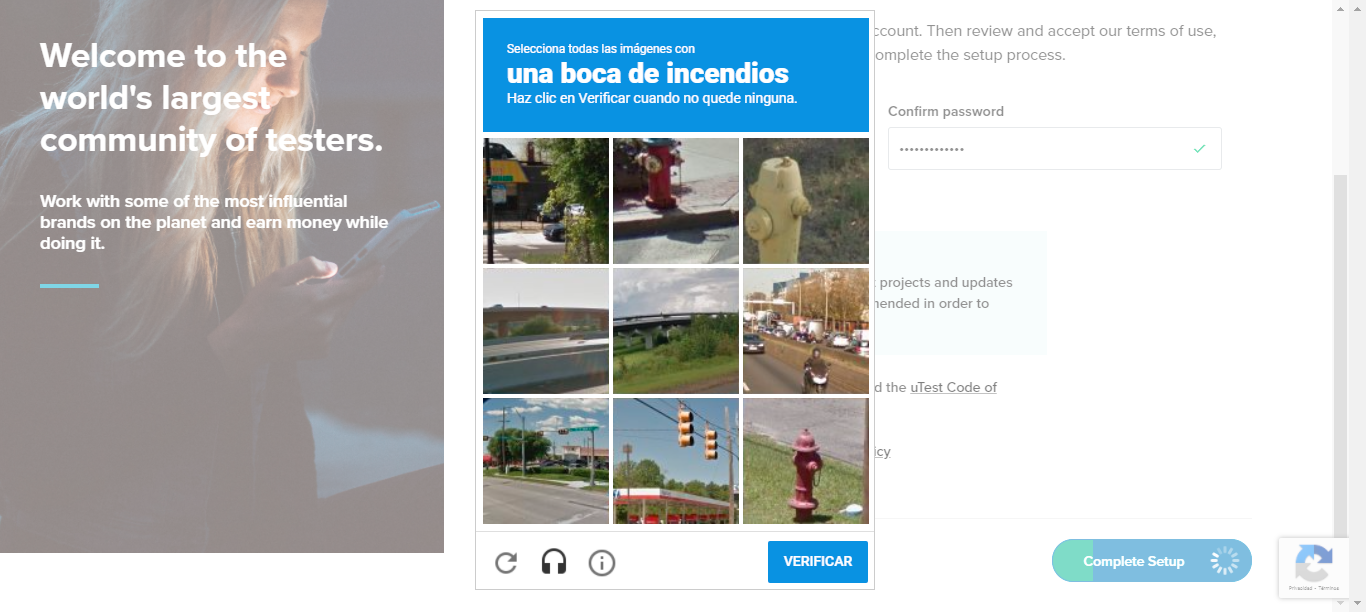 Welcome to the
world's largest
community of testers.
Work with some of the most influential
brands on the planet and earn money while
doing it.
Selecciona todas las imágenes con
una boca de incendios
Haz clic en Verificar cuando no quede ninguna.
VERIFICAR
count. Then review and accept our terms of use,
omplete the setup process.
Confirm password
projects and updates
ended in order to
d the uTest Code of
icy
Complete Setup
Privacidad - Términos